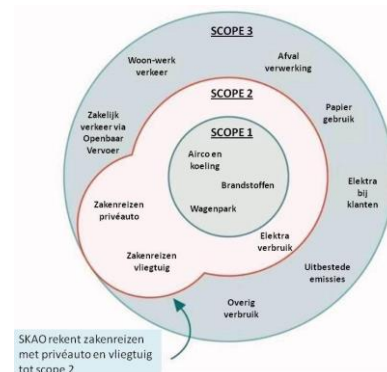 SCOPE 3
Woon-werk
verkeer
Afval
verwerking
SCOPE 2
Papier
gebruik
Zakelijk
verkeer via
Openbaar
Vervoer
SCOPE 1
Airco en
koeling
Brandstoffen
Wagenpark
Elektra
bij
klanten
Zakenreizen
privéauto
Elektra
verbruik
Zakenreizen
vliegtuig
Uitbestede
emissies
Overig
verbruik
SKAO rekent zakenreizen
met privéauto en vliegtuig
tot scope 2